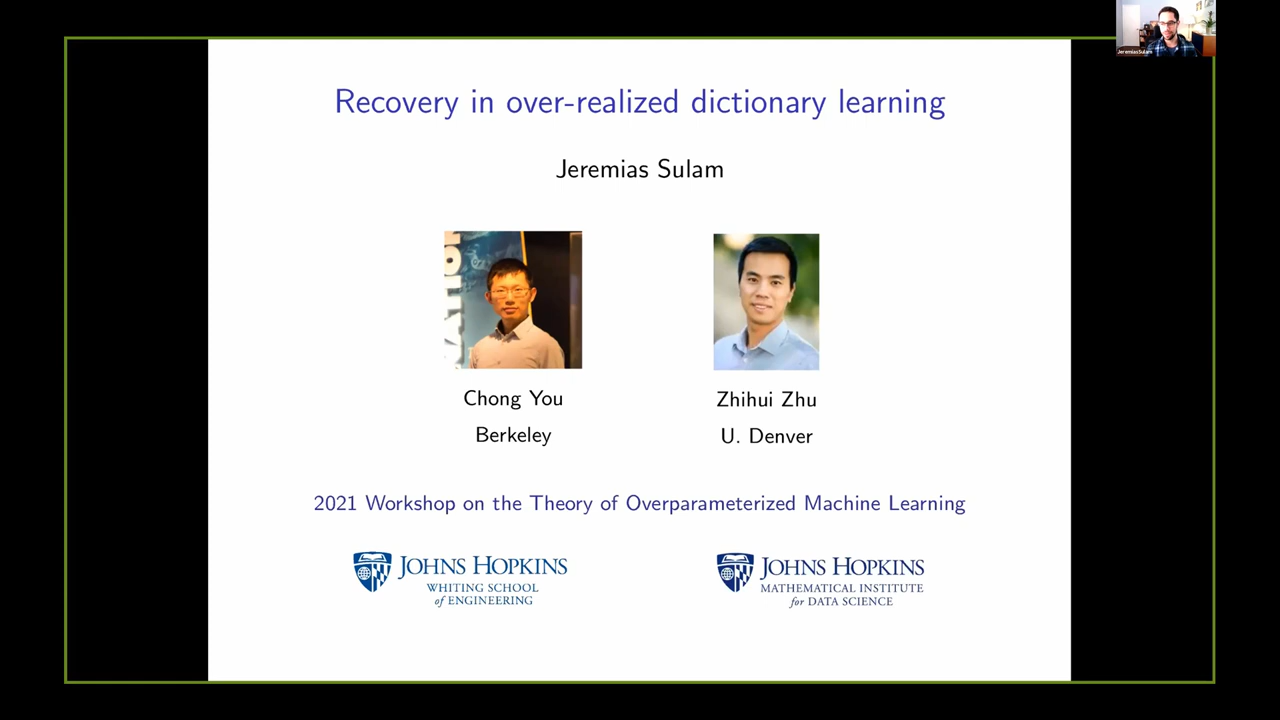 JeremiasSulam
Recovery in over-realized dictionary learning
Jeremias Sulam
Chong You
Berkeley
Zhihui Zhu
U. Denver
2021 Workshop on the Theory of Overparameterized Machine Learning
JOHNS HOPKINS
WHITING SCHOOL
of ENGINEERING
JOHNS HOPKINS
MATHEMATICAL INSTITUTE
for DATA SCIENCE